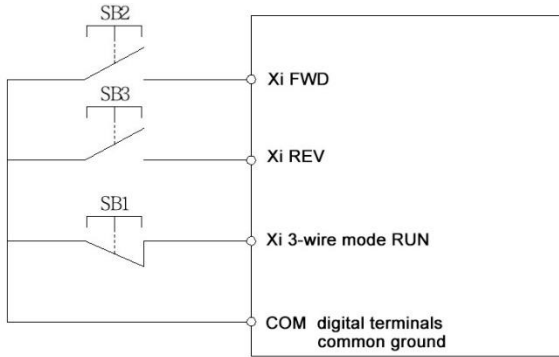 SB2
Xi FWD
SB3
Xi REV
SB1
Xi 3-wire mode RUN
COM digital terminals
common ground